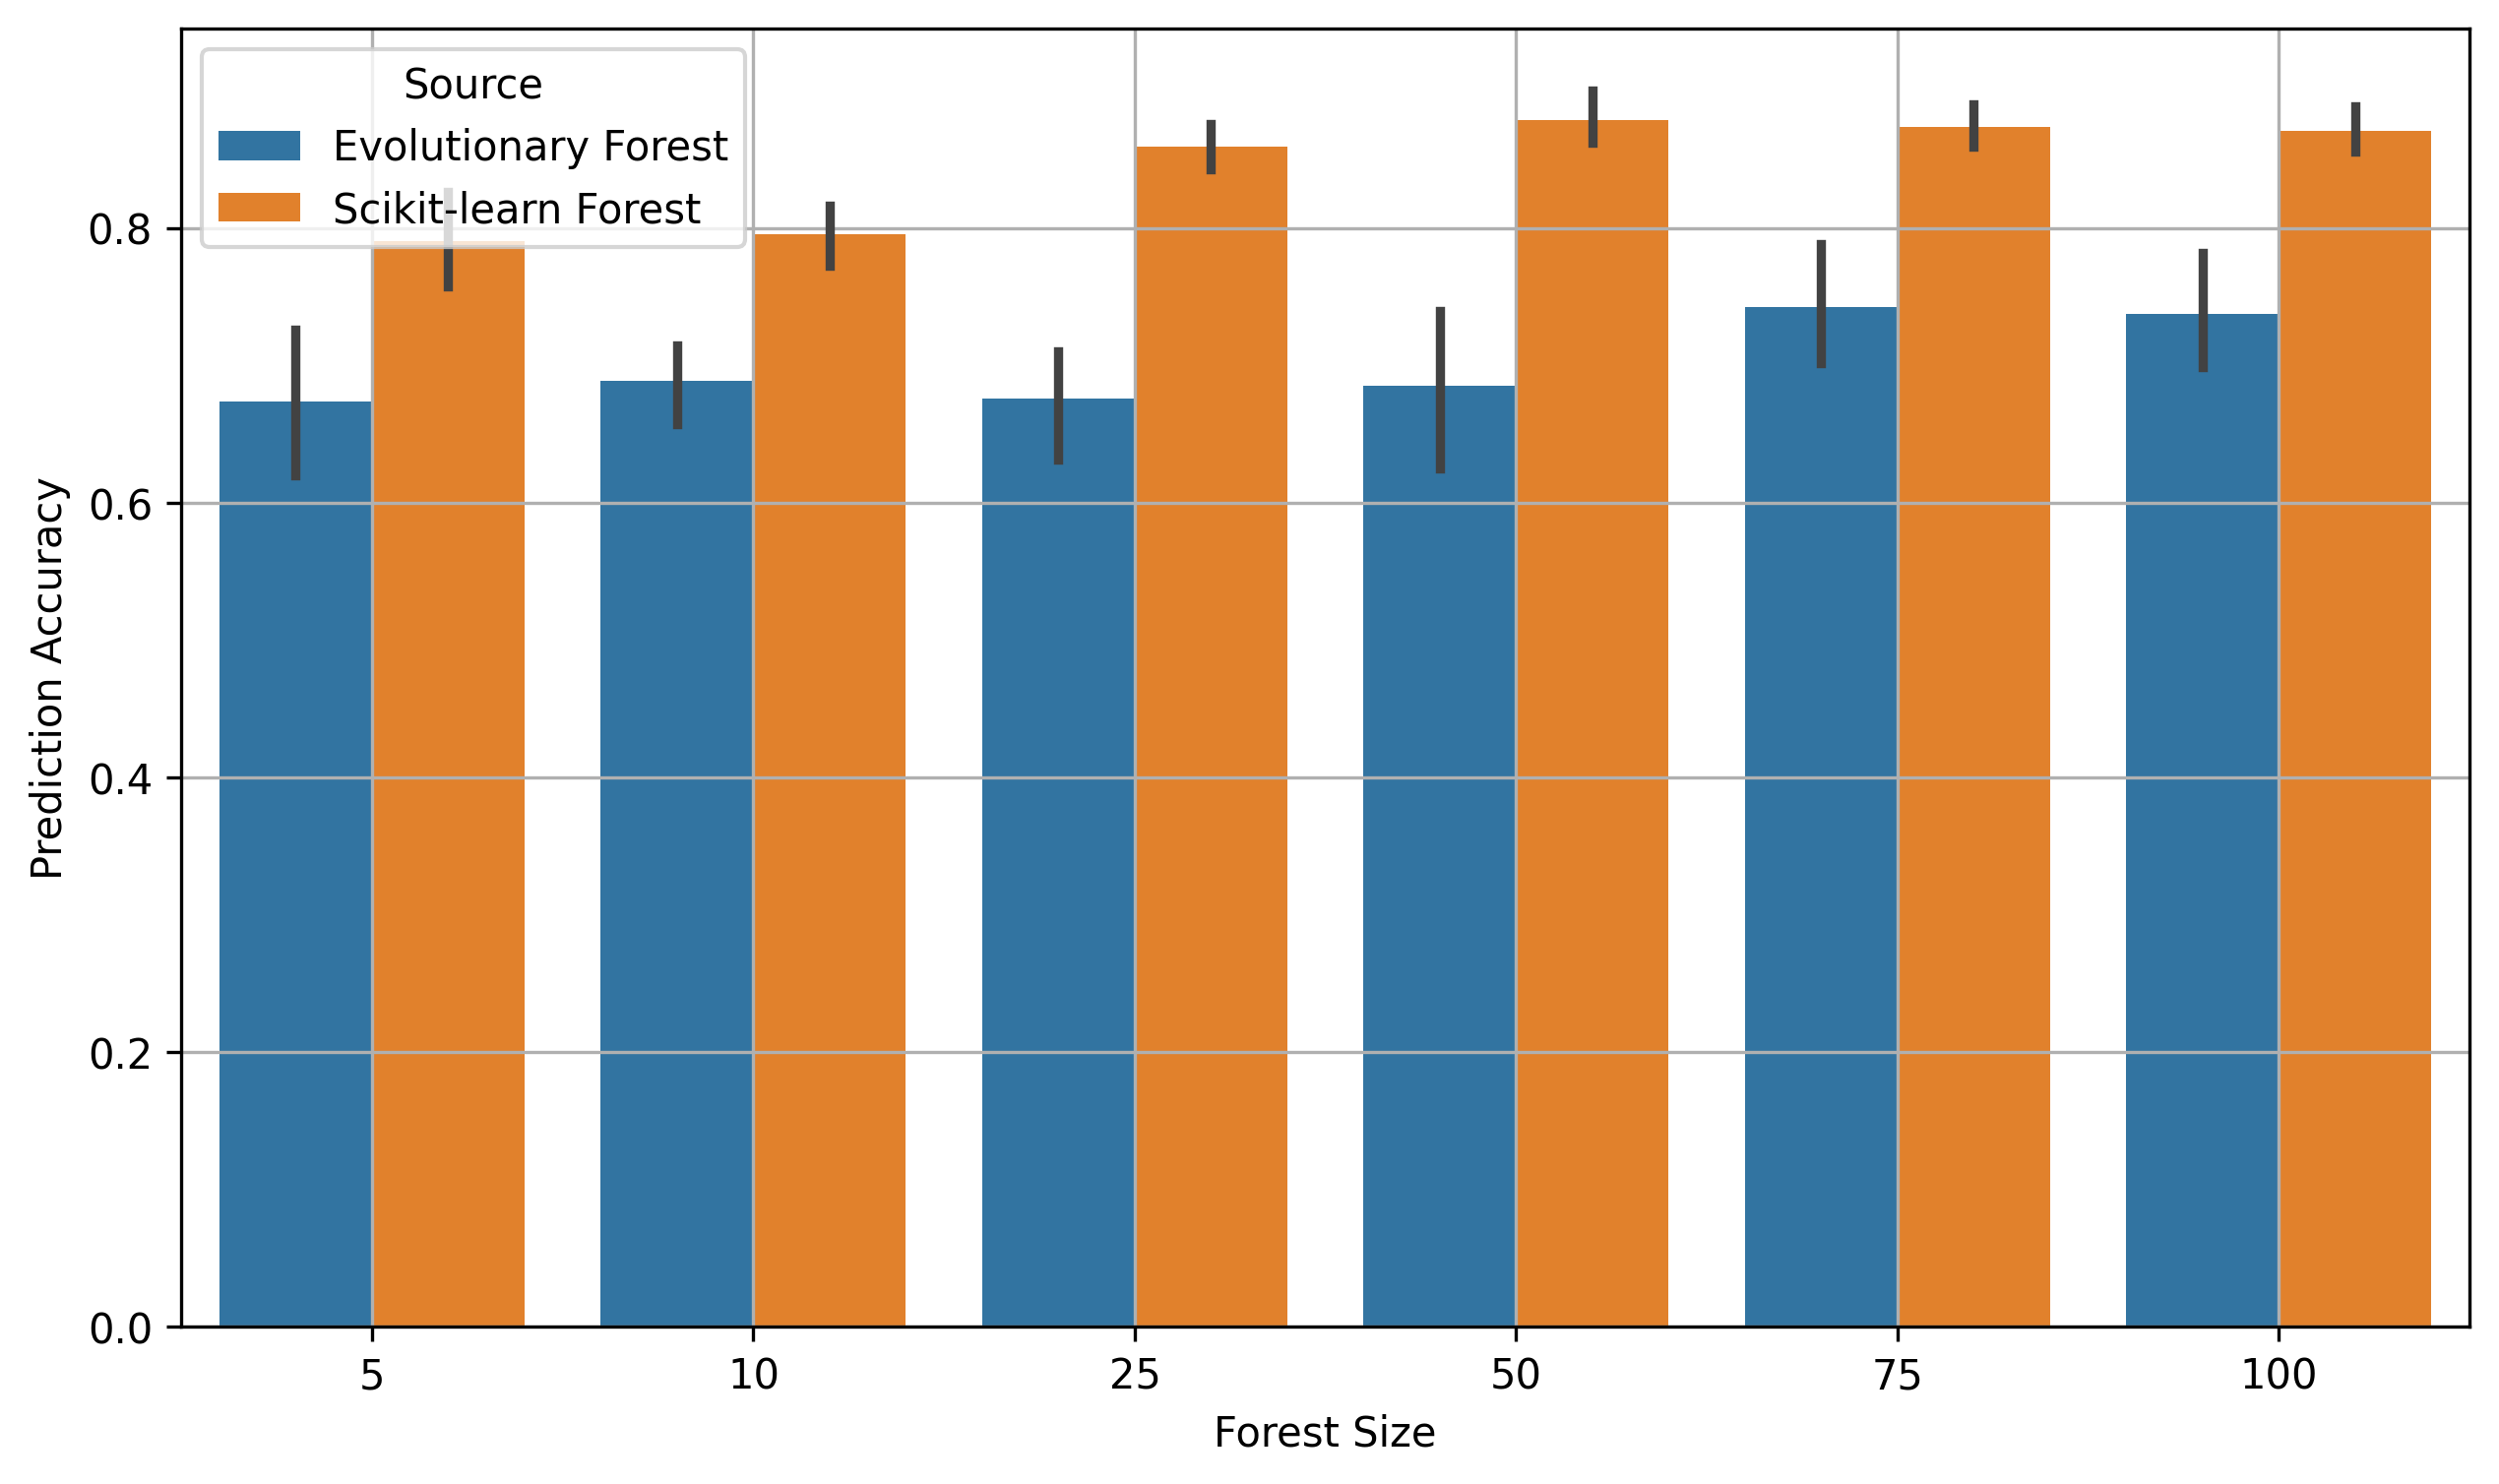 Source
Evolutionary Forest
Scikit-learn Forest
0.8
0.6
0.4
0.2
0.0
Prediction Accuracy
5 10 25 50 75 100
Forest Size